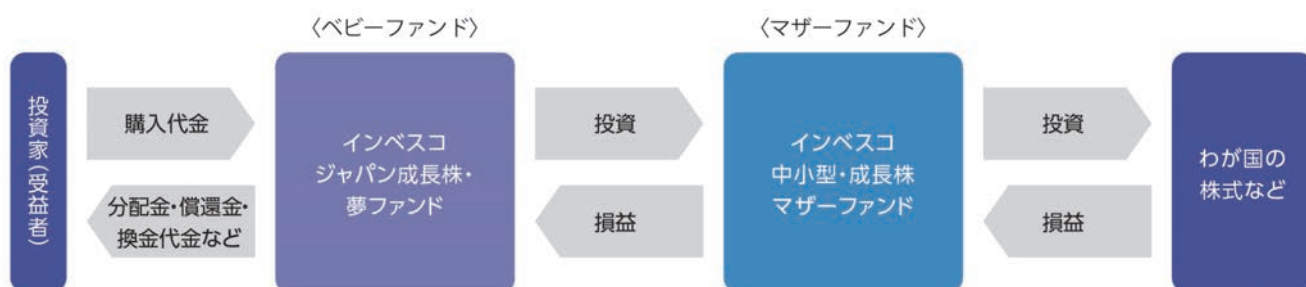 〈ベビーファンド〉
〈マザーファンド〉
投資家(受益者)
購入代金
分配金・償還金・
換金代金など
インベスコ
ジャパン成長株・
夢ファンド
投資
損益
インベスコ
中小型・成長株
マザーファンド
投資
損益
わが国の
株式など